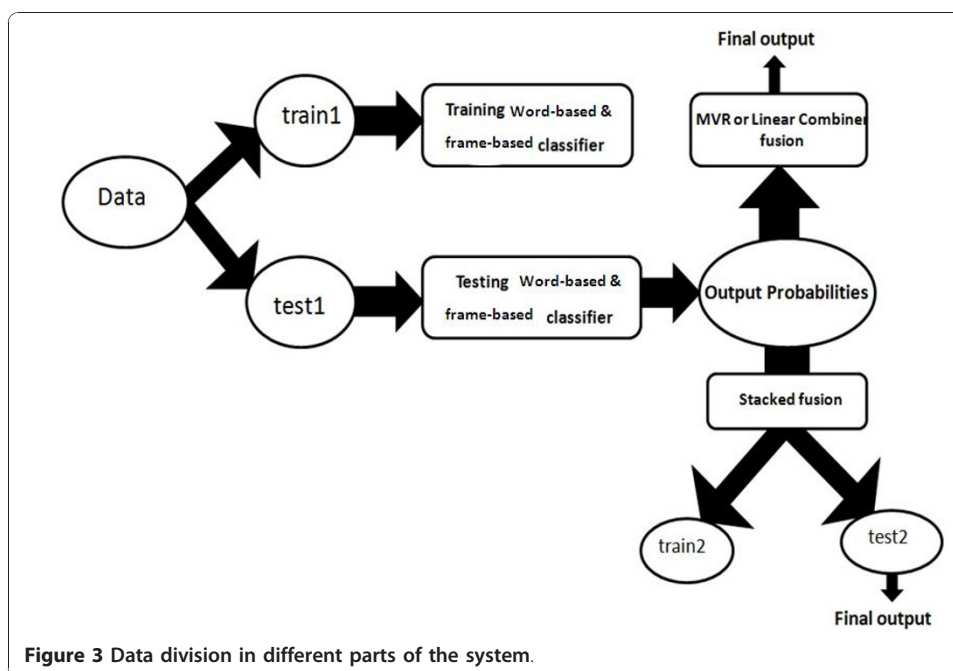 Final output
MVR or Linear Combiner
fusion
train1
Training Word-based &
frame-based classifier
Data
test1
Testing Word-based &
frame-based classifier
Output Probabilities
Stacked fusion
train2
test2
Final output
Figure 3 Data division in different parts of the system.